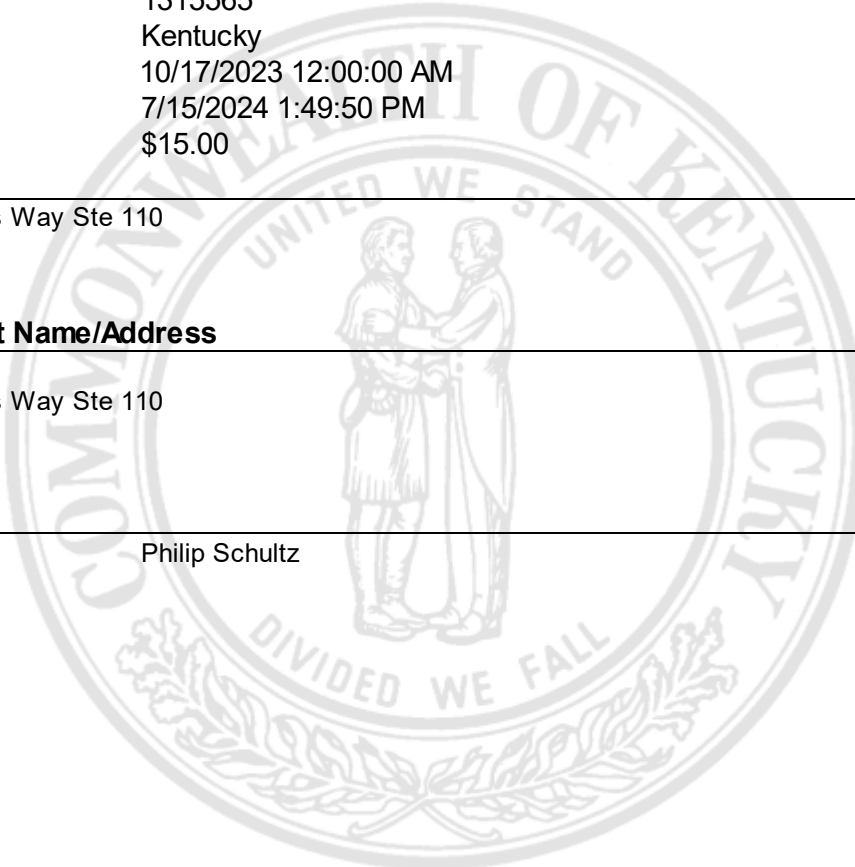 1315565
Kentucky
10/17/2023 12:00:00 AM
7/15/2024 1:49:50 PM
$15.00
Way Ste 110
Name/Address
Way Ste 110
Philip Schultz
COMMONWEALTH OF KENTUCKY
UNITED WE STAND
DIVIDED WE FALL